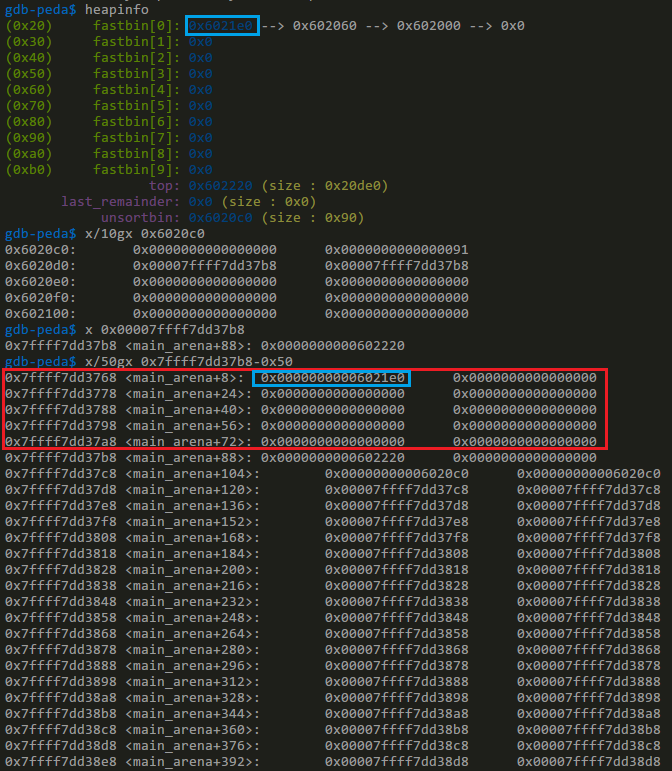 gdb-peda$ heapinfo
(0x20)     fastbin[0]: 0x6021e0 --> 0x602060 --> 0x602000 --> 0x0
(0x30)     fastbin[1]: 0x0
(0x40)     fastbin[2]: 0x0
(0x50)     fastbin[3]: 0x0
(0x60)     fastbin[4]: 0x0
(0x70)     fastbin[5]: 0x0
(0x80)     fastbin[6]: 0x0
(0x90)     fastbin[7]: 0x0
(0xa0)     fastbin[8]: 0x0
(0xb0)     fastbin[9]: 0x0
top: 0x602220 (size : 0x20de0)
last_remainder: 0x0 (size : 0x0)
unsortbin: 0x6020c0 (size : 0x90)
gdb-peda$ x/10gx 0x6020c0
0x6020c0:       0x0000000000000000      0x0000000000000091
0x6020d0:       0x00007ffff7dd37b8      0x00007ffff7dd37b8
0x6020e0:       0x0000000000000000      0x0000000000000000
0x6020f0:       0x0000000000000000      0x0000000000000000
0x602100:       0x0000000000000000      0x0000000000000000
gdb-peda$ x 0x00007ffff7dd37b8
0x7ffff7dd37b8 <main_arena+88>: 0x0000000000602220
gdb-peda$ x/50gx 0x7ffff7dd37b8-0x50
0x7ffff7dd3768 <main_arena+8>:  0x00000000006021e0      0x0000000000000000
0x7ffff7dd3778 <main_arena+24>: 0x0000000000000000      0x0000000000000000
0x7ffff7dd3788 <main_arena+40>: 0x0000000000000000      0x0000000000000000
0x7ffff7dd3798 <main_arena+56>: 0x0000000000000000      0x0000000000000000
0x7ffff7dd37a8 <main_arena+72>: 0x0000000000000000      0x0000000000000000
0x7ffff7dd37b8 <main_arena+88>: 0x0000000000602220      0x0000000000000000
0x7ffff7dd37c8 <main_arena+104>:        0x00000000006020c0      0x00000000006020c0
0x7ffff7dd37d8 <main_arena+120>:        0x00007ffff7dd37c8      0x00007ffff7dd37c8
0x7ffff7dd37e8 <main_arena+136>:        0x00007ffff7dd37d8      0x00007ffff7dd37d8
0x7ffff7dd37f8 <main_arena+152>:        0x00007ffff7dd37e8      0x00007ffff7dd37e8
0x7ffff7dd3808 <main_arena+168>:        0x00007ffff7dd37f8      0x00007ffff7dd37f8
0x7ffff7dd3818 <main_arena+184>:        0x00007ffff7dd3808      0x00007ffff7dd3808
0x7ffff7dd3828 <main_arena+200>:        0x00007ffff7dd3818      0x00007ffff7dd3818
0x7ffff7dd3838 <main_arena+216>:        0x00007ffff7dd3828      0x00007ffff7dd3828
0x7ffff7dd3848 <main_arena+232>:        0x00007ffff7dd3838      0x00007ffff7dd3838
0x7ffff7dd3858 <main_arena+248>:        0x00007ffff7dd3848      0x00007ffff7dd3848
0x7ffff7dd3868 <main_arena+264>:        0x00007ffff7dd3858      0x00007ffff7dd3858
0x7ffff7dd3878 <main_arena+280>:        0x00007ffff7dd3868      0x00007ffff7dd3868
0x7ffff7dd3888 <main_arena+296>:        0x00007ffff7dd3878      0x00007ffff7dd3878
0x7ffff7dd3898 <main_arena+312>:        0x00007ffff7dd3888      0x00007ffff7dd3888
0x7ffff7dd38a8 <main_arena+328>:        0x00007ffff7dd3898      0x00007ffff7dd3898
0x7ffff7dd38b8 <main_arena+344>:        0x00007ffff7dd38a8      0x00007ffff7dd38a8
0x7ffff7dd38c8 <main_arena+360>:        0x00007ffff7dd38b8      0x00007ffff7dd38b8
0x7ffff7dd38d8 <main_arena+376>:        0x00007ffff7dd38c8      0x00007ffff7dd38c8
0x7ffff7dd38e8 <main_arena+392>:        0x00007ffff7dd38d8      0x00007ffff7dd38d8